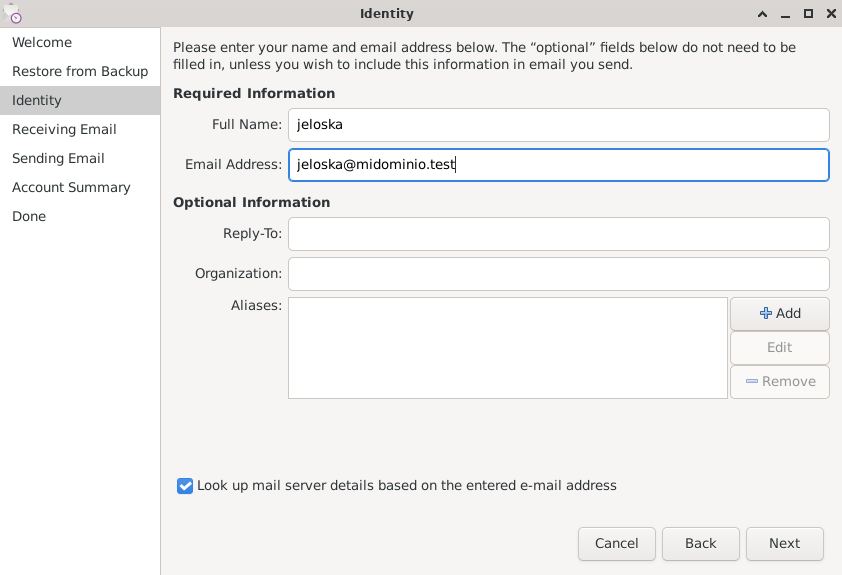 Identity
Welcome
Restore from Backup
Identity
Receiving Email
Sending Email
Account Summary
Done
Please enter your name and email address below. The “optional” fields below do not need to be
filled in, unless you wish to include this information in email you send.
Required Information
Full Name: jeloska
Email Address: jeloska@midominio.test
Optional Information
Reply-To:
Organization:
Aliases:
Add
Edit
Remove
Look up mail server details based on the entered e-mail address
Cancel Back Next